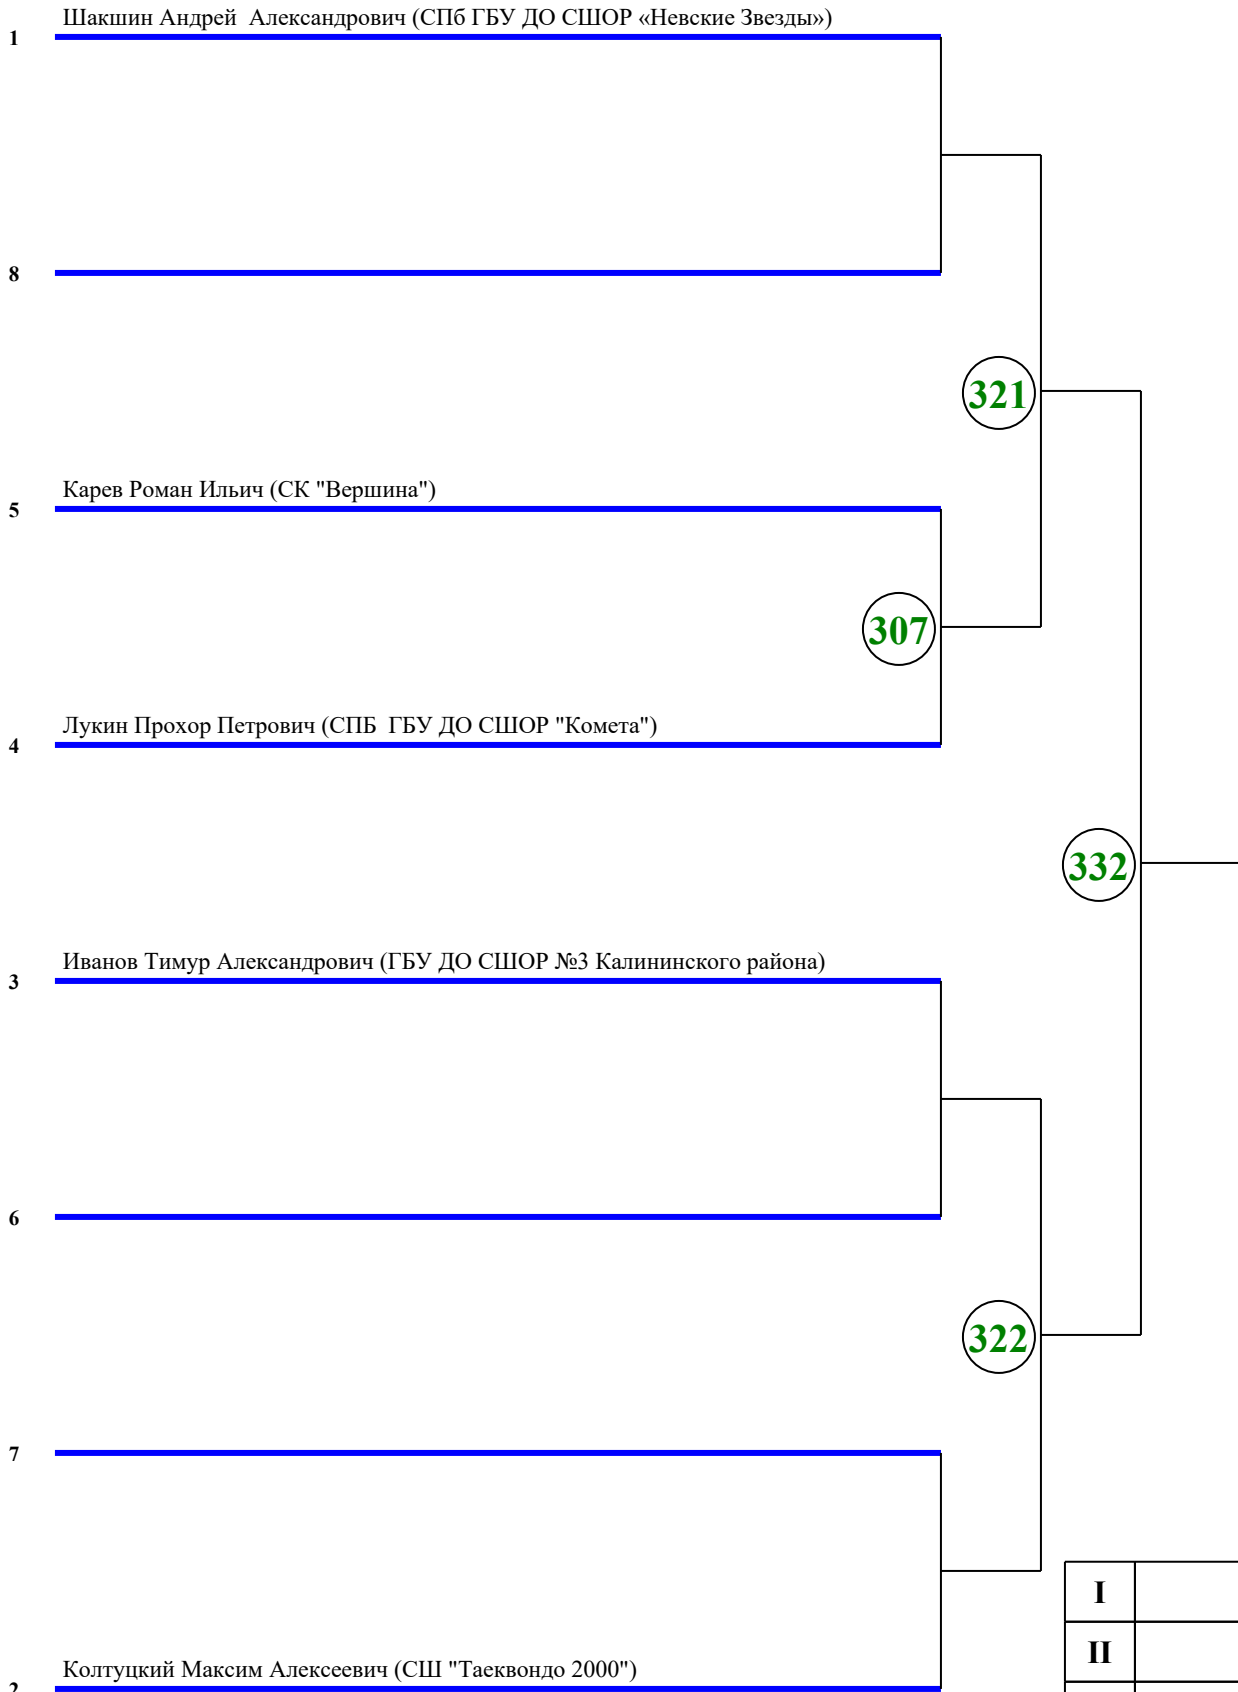 Шакшин Андрей  Александрович (СПб ГБУ ДО СШОР «Невские Звезды»)
1
8
321
Карев Роман Ильич (СК "Вершина")
5
307
Лукин Прохор Петрович (СПБ  ГБУ ДО СШОР "Комета")
4
332
Иванов Тимур Александрович (ГБУ ДО СШОР №3 Калининского района)
3
6
322
7
I
II
Колтуцкий Максим Алексеевич (СШ "Таеквондо 2000")
2